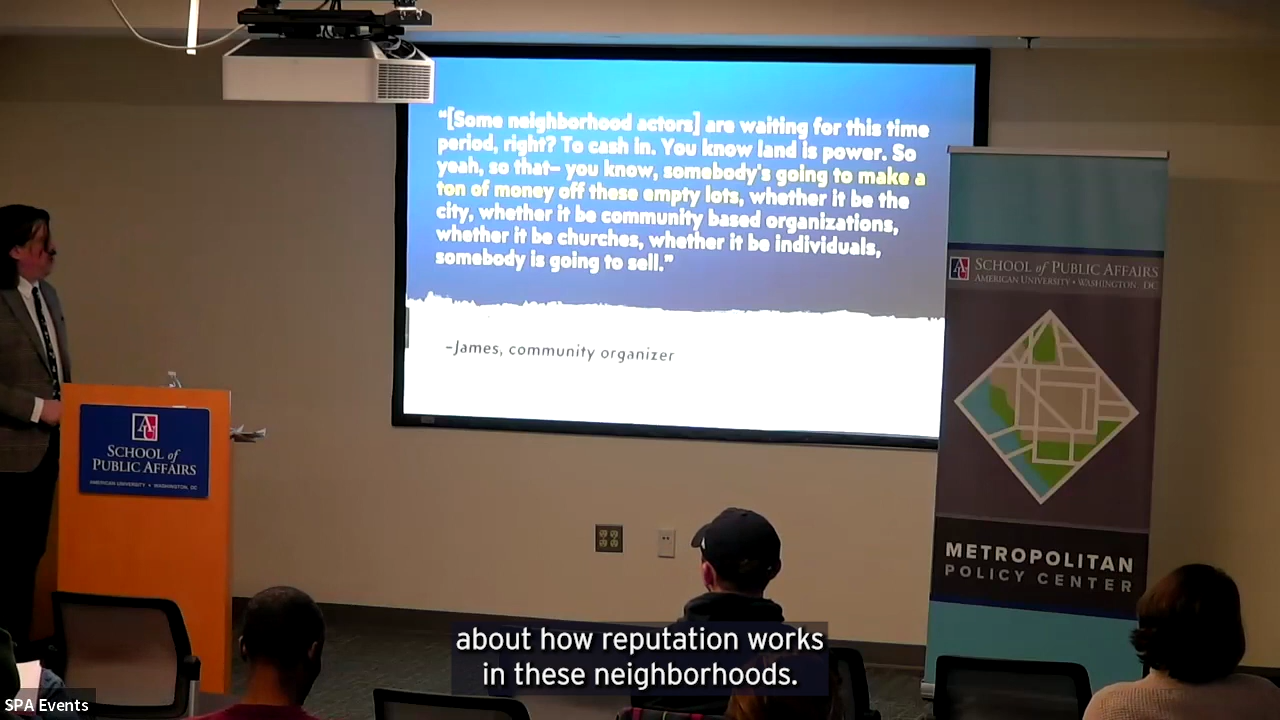 “[Some neighborhood actors] are waiting for this time
period, right? To cash in. You know land is power. So
yeah, so that– you know, somebody's going to make a
ton of money off these empty lots, whether it be the
city, whether it be community based organizations,
whether it be churches, whether it be individuals,
somebody is going to sell.”
–James, community organizer
SCHOOL of PUBLIC AFFAIRS
AMERICAN UNIVERSITY • WASHINGTON, DC
METROPOLITAN
POLICY CENTER
SCHOOL of
PUBLIC AFFAIRS
AMERICAN UNIVERSITY • WASHINGTON, DC
about how reputation works
in these neighborhoods.
SPA Events